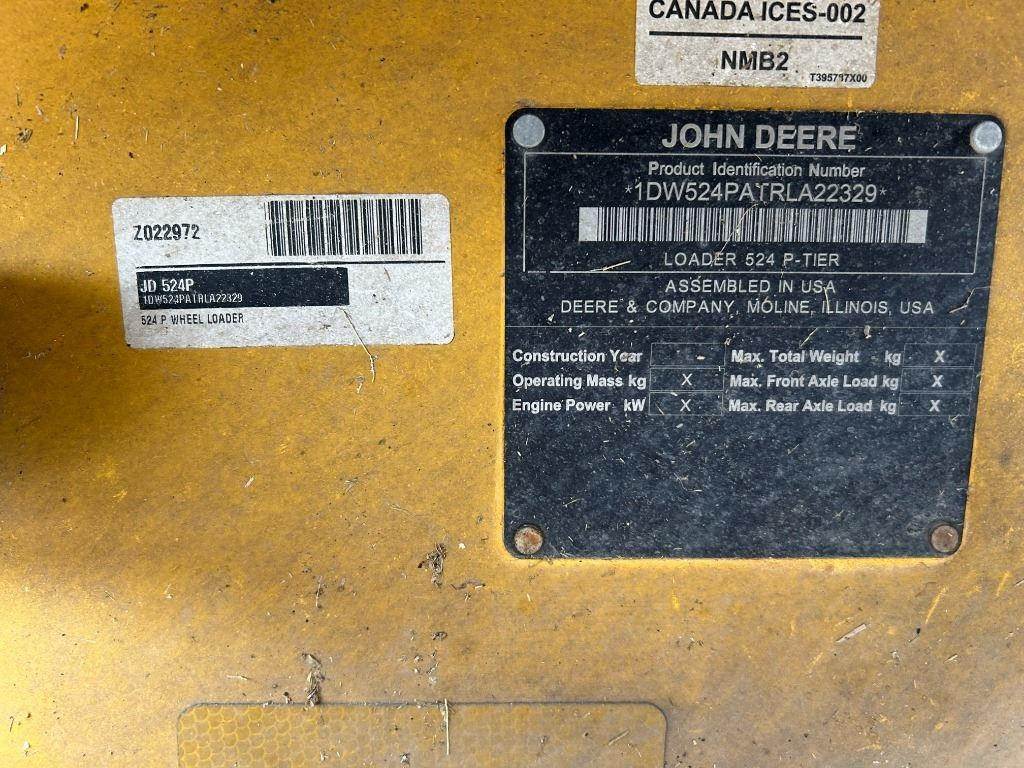 CANADA ICES-002
NMB2
T395787X00
JOHN DEERE
Product Identification Number
*1DW524PATRLA22329*
LOADER 524 P-TIER
ASSEMBLED IN USA
DEERE & COMPANY, MOLINE, ILLINOIS, USA
Construction Year - Max. Total Weight kg X
Operating Mass kg X Max. Front Axle Load kg X
Engine Power kW X Max. Rear Axle Load kg X
Z022972
JD 524P
1DW524PATRLA22329
524 P WHEEL LOADER